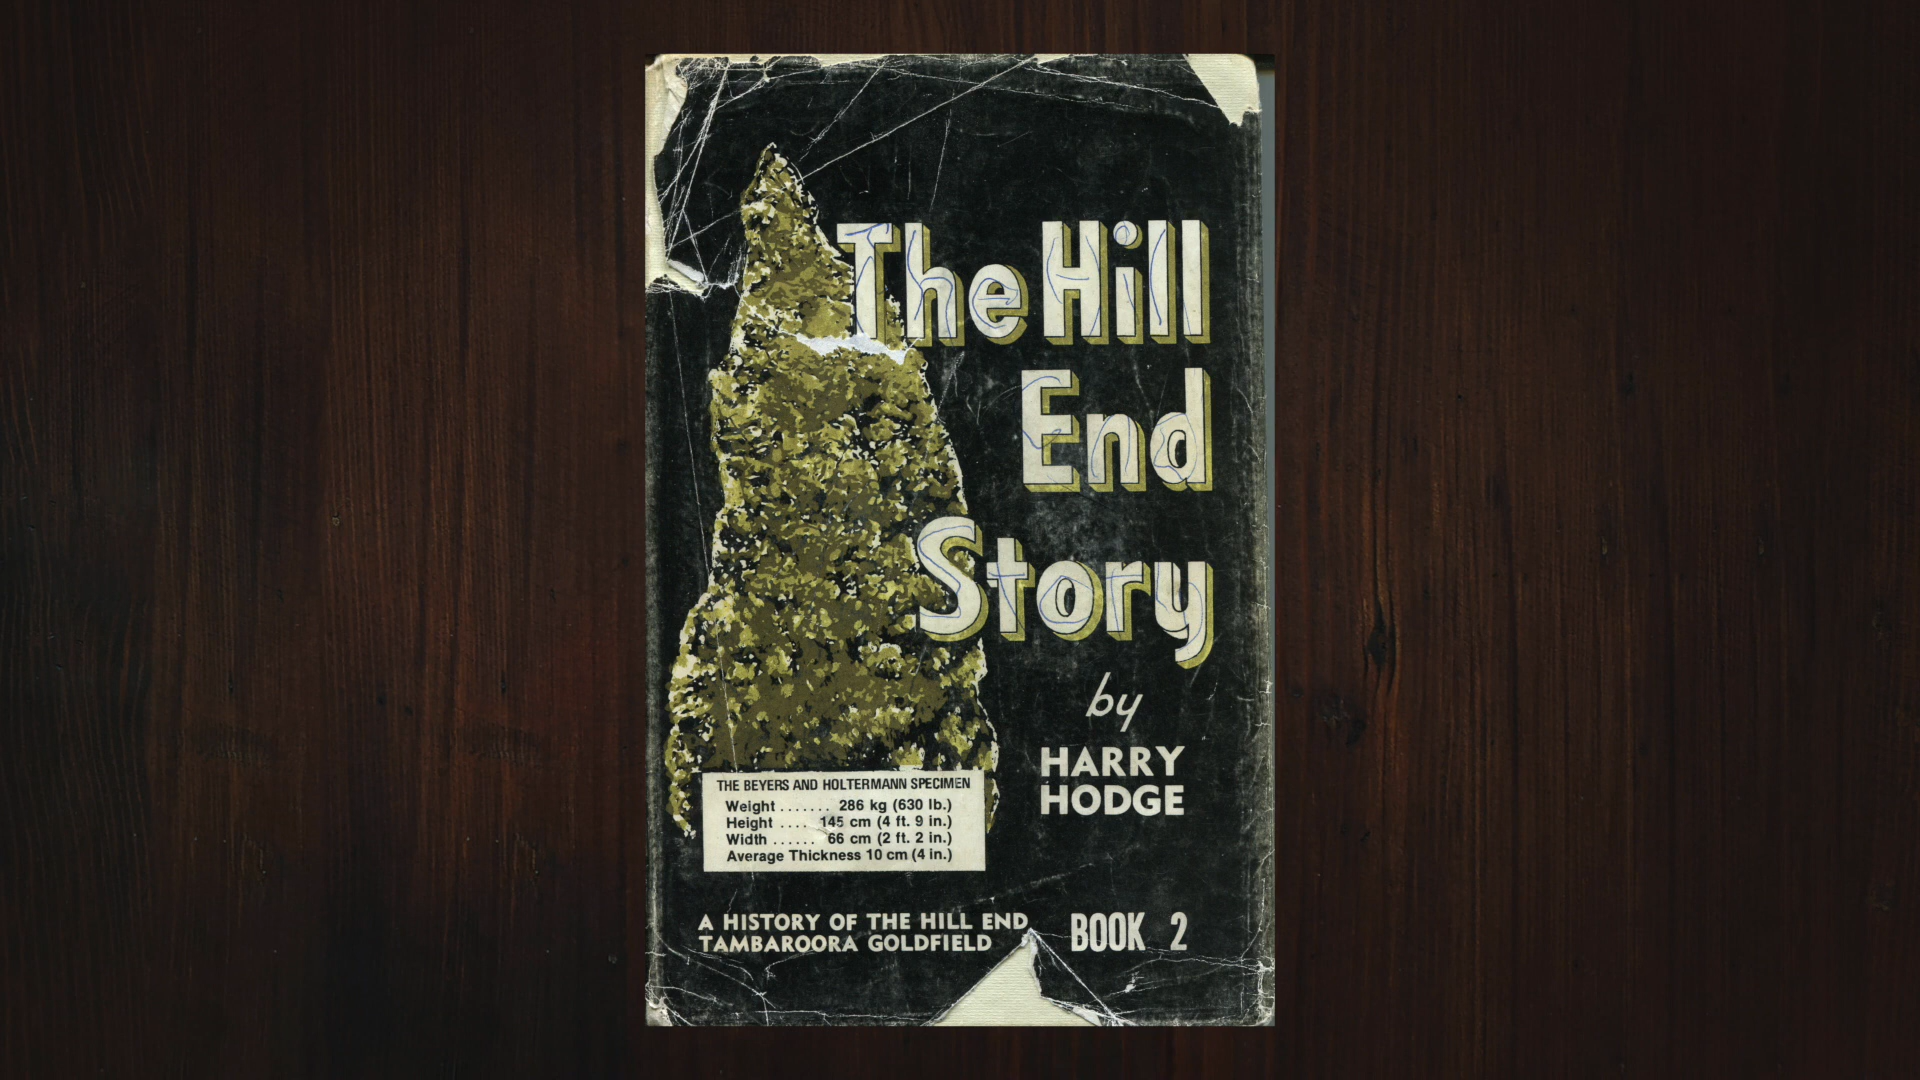 The Hill
End
Story
by
HARRY
HODGE
THE BEYERS AND HOLTERMANN SPECIMEN
Weight ....... 286 kg (630 lb.)
Height .... 145 cm (4 ft. 9 in.)
Width ...... 66 cm (2 ft. 2 in.)
Average Thickness 10 cm (4 in.)
A HISTORY OF THE HILL END
TAMBAROORA GOLDFIELD
BOOK 2